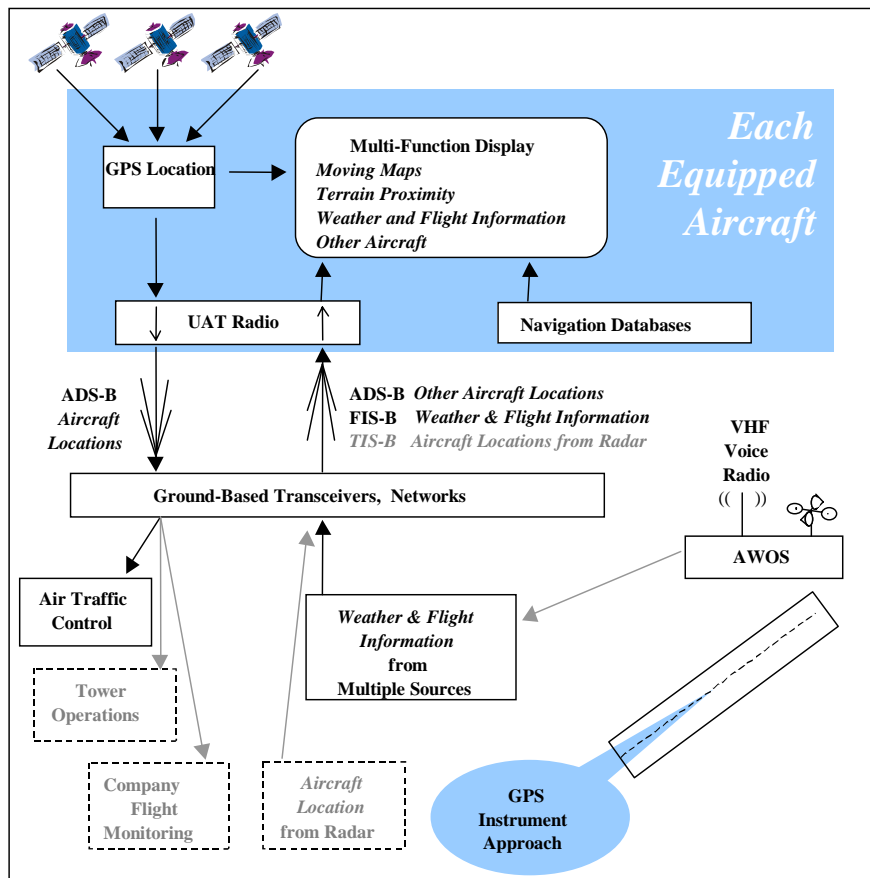 Each
Equipped
Aircraft
GPS Location
Multi-Function Display
Moving Maps
Terrain Proximity
Weather and Flight Information
Other Aircraft
UAT Radio
Navigation Databases
ADS-B
Aircraft
Locations
ADS-B Other Aircraft Locations
FIS-B Weather & Flight Information
TIS-B Aircraft Locations from Radar
VHF
Voice
Radio
(( ))
Ground-Based Transceivers, Networks
AWOS
Air Traffic
Control
Weather & Flight
Information
from
Multiple Sources
Tower
Operations
Company
Flight
Monitoring
Aircraft
Location
from Radar
GPS
Instrument
Approach